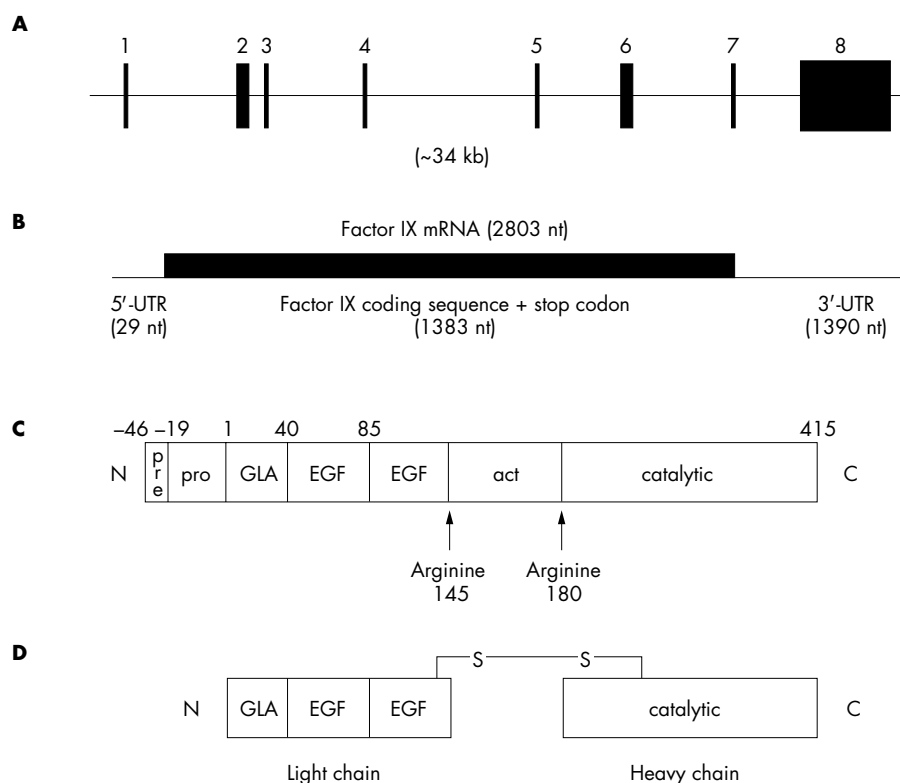 A
1 2 3 4 5 6 7 8
(~34 kb)
B
Factor IX mRNA (2803 nt)
5′-UTR
(29 nt)
Factor IX coding sequence + stop codon
(1383 nt)
3′-UTR
(1390 nt)
C
–46 –19 1 40 85 415
N pre pro GLA EGF EGF act catalytic C
Arginine
145
Arginine
180
D
S S
N GLA EGF EGF catalytic C
Light chain Heavy chain